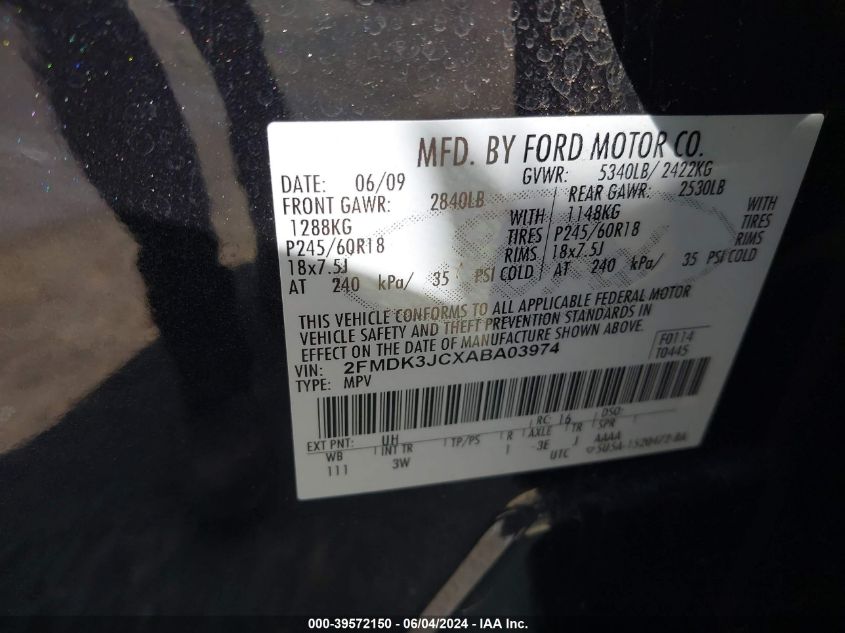 MFD. BY FORD MOTOR CO.
DATE: 06/09 GVWR: 5340LB/ 2422KG
FRONT GAWR: 2840LB REAR GAWR: 2530LB
1288KG WITH 1148KG WITH
P245/60R18 TIRES P245/60R18 TIRES
18x7.5J RIMS 18x7.5J RIMS
AT 240 kPa/ 35 PSI COLD AT 240 kPa/ 35 PSI COLD
THIS VEHICLE CONFORMS TO ALL APPLICABLE FEDERAL MOTOR
VEHICLE SAFETY AND THEFT PREVENTION STANDARDS IN
EFFECT ON THE DATE OF MANUFACTURE SHOWN ABOVE.
VIN: 2FMDK3JCXABA03974 F0114
TYPE: MPV T0445
EXT PNT: UH RC: 16 DSO:
WB INT TR TP/PS R AXLE TR SPR
111 3W 3E J AAAA
UTC
000-39572150 - 06/04/2024 - IAA Inc.